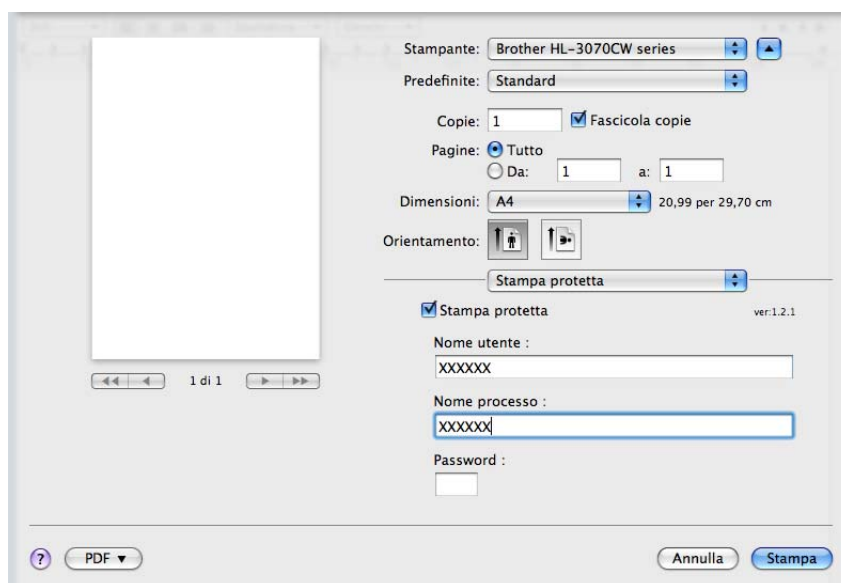 Stampante: Brother HL-3070CW series
Predefinite: Standard
Copie: 1 Fascicola copie
Pagine: Tutto
Da: 1 a: 1
Dimensioni: A4 20,99 per 29,70 cm
Orientamento:
Stampa protetta
Stampa protetta ver:1.2.1
Nome utente :
XXXXXX
1 di 1
Nome processo :
XXXXXX
Password :
? PDF Annulla Stampa